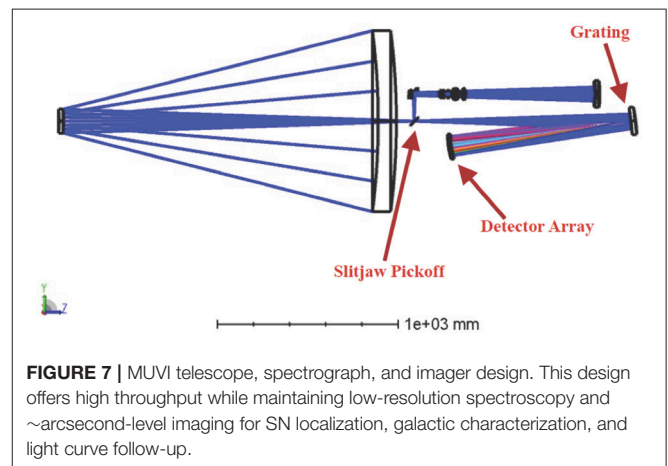 Grating
Detector Array
Slitjaw Pickoff
Y
Z
1e+03 mm
FIGURE 7 | MUVI telescope, spectrograph, and imager design. This design
offers high throughput while maintaining low-resolution spectroscopy and
~arcsecond-level imaging for SN localization, galactic characterization, and
light curve follow-up.